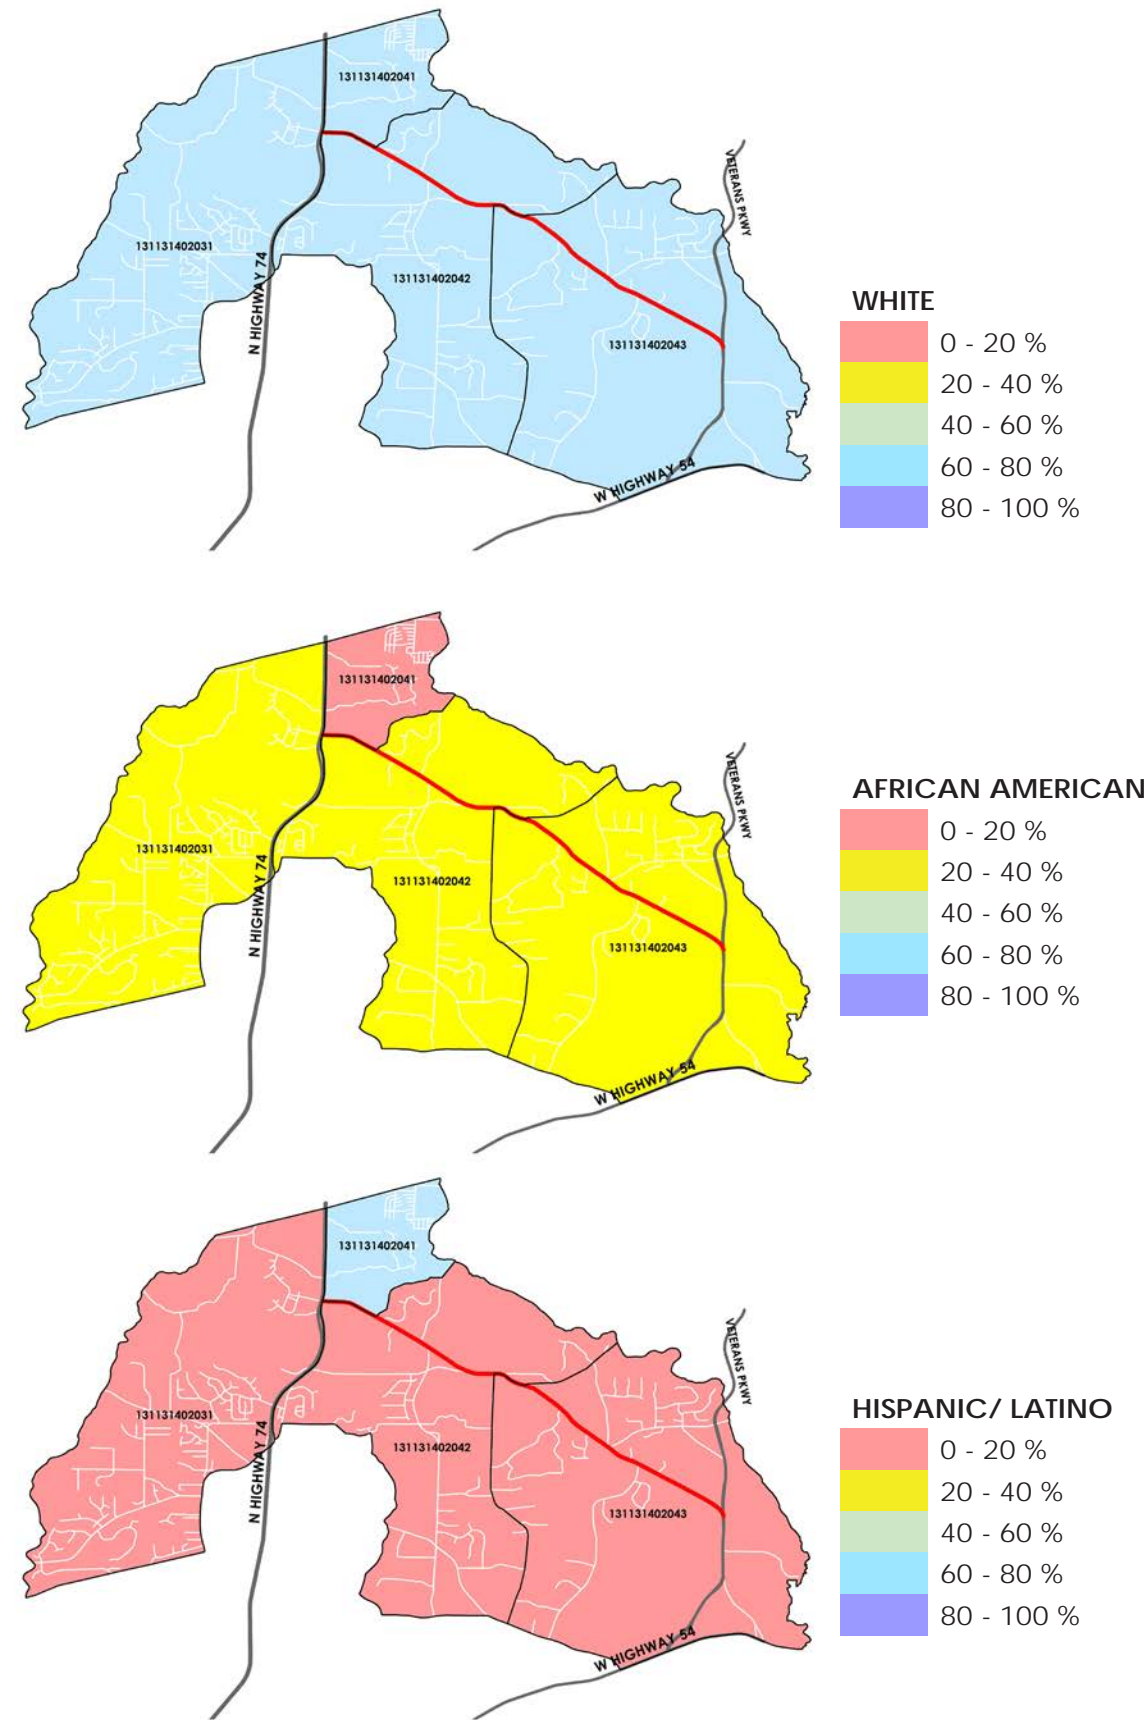 131131402041
VETERANS PKWY
131131402031
N HIGHWAY 74
131131402042
131131402043
W HIGHWAY 54
WHITE
0 - 20 %
20 - 40 %
40 - 60 %
60 - 80 %
80 - 100 %
131131402041
VETERANS PKWY
131131402031
N HIGHWAY 74
131131402042
131131402043
W HIGHWAY 54
AFRICAN AMERICAN
0 - 20 %
20 - 40 %
40 - 60 %
60 - 80 %
80 - 100 %
131131402041
VETERANS PKWY
131131402031
N HIGHWAY 74
131131402042
131131402043
W HIGHWAY 54
HISPANIC/ LATINO
0 - 20 %
20 - 40 %
40 - 60 %
60 - 80 %
80 - 100 %